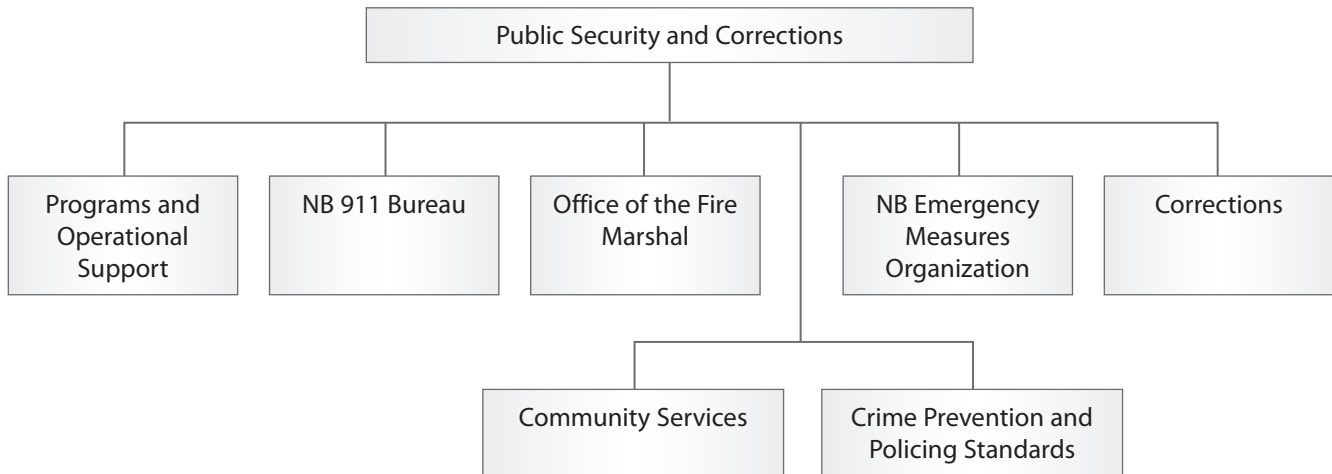 Public Security and Corrections
Programs and
Operational
Support
NB 911 Bureau
Office of the Fire
Marshal
NB Emergency
Measures
Organization
Corrections
Community Services
Crime Prevention and
Policing Standards